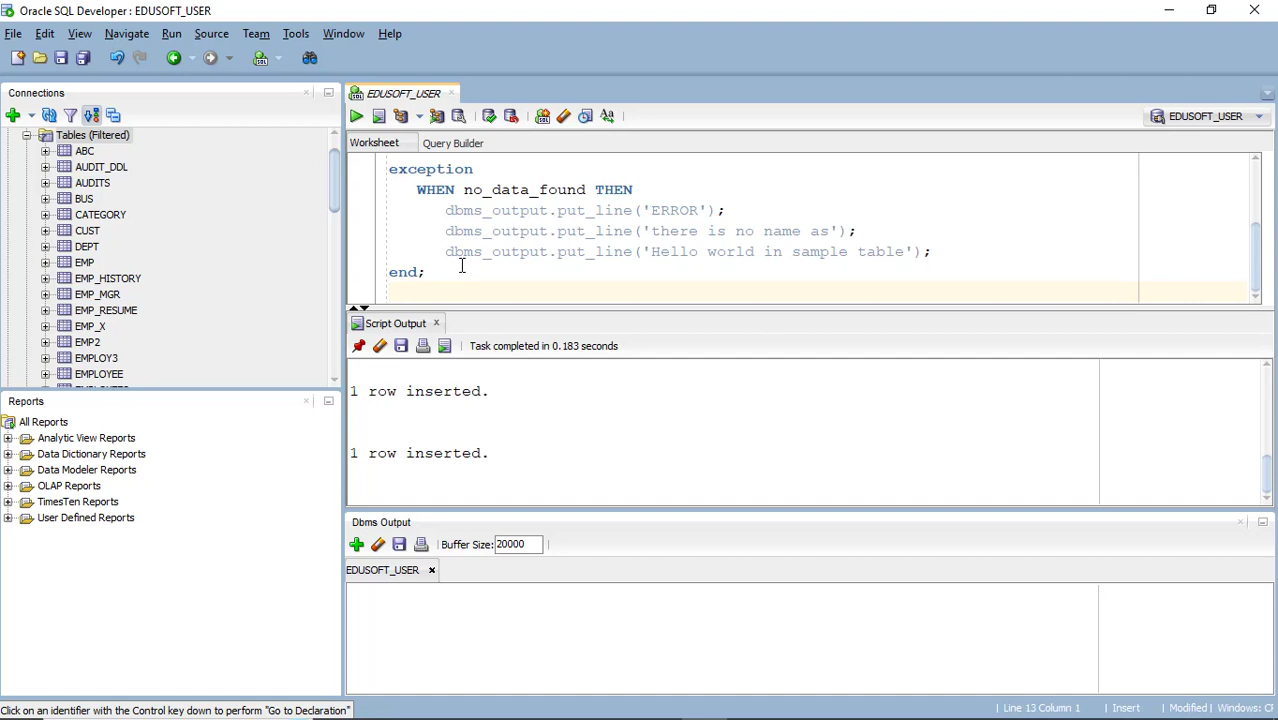 Oracle SQL Developer : EDUSOFT_USER
File Edit View Navigate Run Source Team Tools Window Help
Connections
Tables (Filtered)
ABC
AUDIT_DDL
AUDITS
BUS
CATEGORY
CUST
DEPT
EMP
EMP_HISTORY
EMP_MGR
EMP_RESUME
EMP_X
EMP2
EMPLOY3
EMPLOYEE
Reports
All Reports
Analytic View Reports
Data Dictionary Reports
Data Modeler Reports
OLAP Reports
TimesTen Reports
User Defined Reports
EDUSOFT_USER
EDUSOFT_USER
Worksheet Query Builder
exception
WHEN no_data_found THEN
dbms_output.put_line('ERROR');
dbms_output.put_line('there is no name as');
dbms_output.put_line('Hello world in sample table');
end;
Script Output
Task completed in 0.183 seconds
1 row inserted.
1 row inserted.
Dbms Output
Buffer Size: 20000
EDUSOFT_USER
Click on an identifier with the Control key down to perform "Go to Declaration"
Line 13 Column 1 Insert Modified Windows: CF